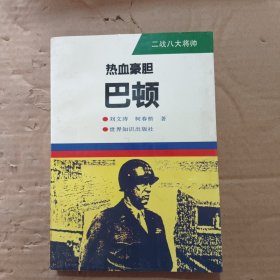 二战八大将帅
热血豪胆
巴顿
●刘文涛 何春超 著
●世界知识出版社